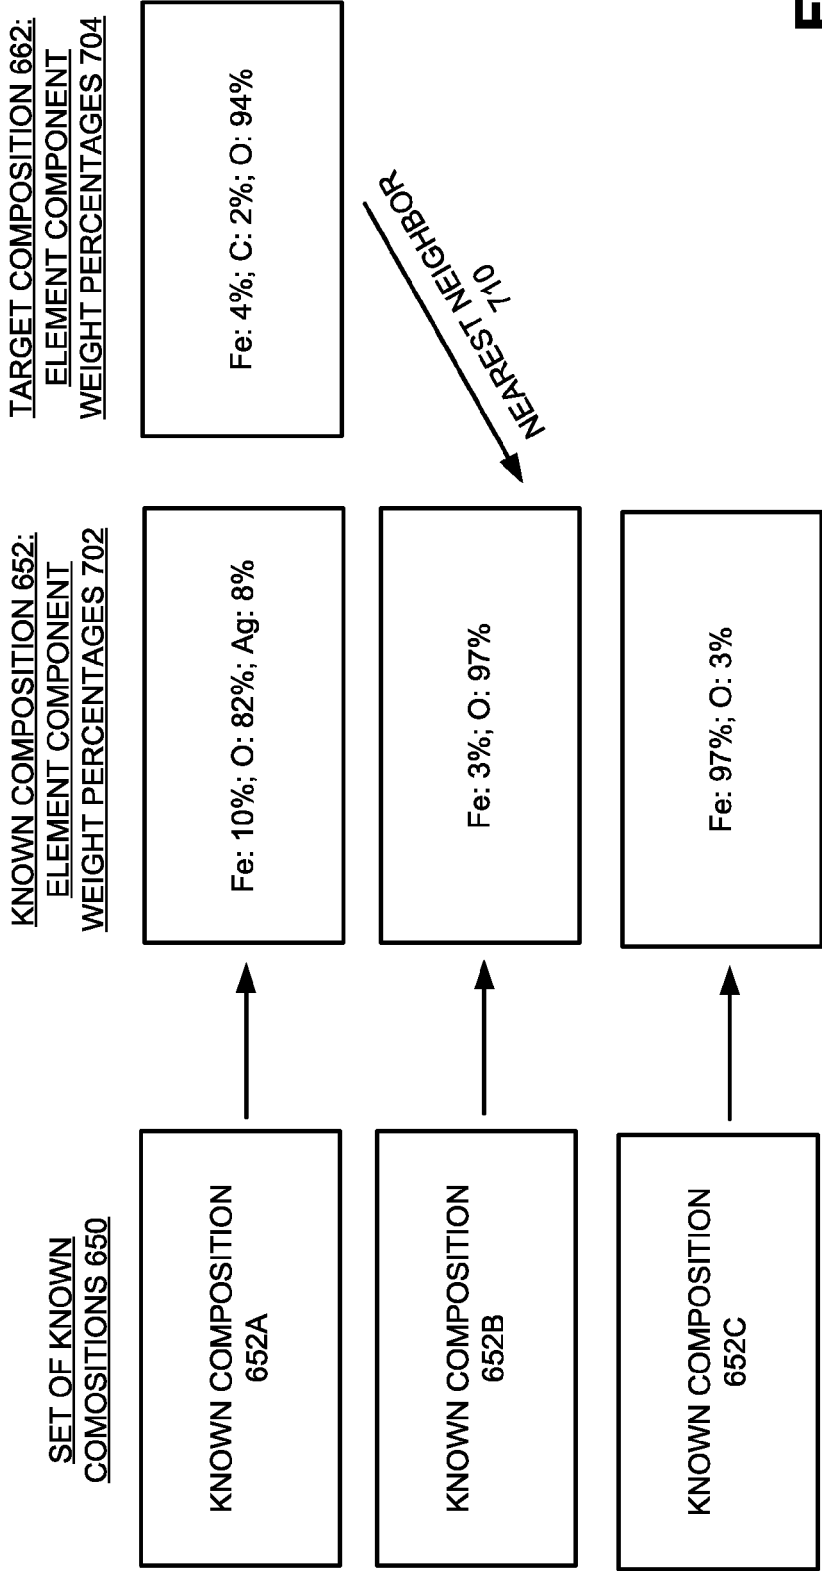 SET OF KNOWN
COMOSITIONS 650
KNOWN COMPOSITION
652A
KNOWN COMPOSITION
652B
KNOWN COMPOSITION
652C
KNOWN COMPOSITION 652:
ELEMENT COMPONENT
WEIGHT PERCENTAGES 702
Fe: 10%; O: 82%; Ag: 8%
Fe: 3%; O: 97%
Fe: 97%; O: 3%
TARGET COMPOSITION 662:
ELEMENT COMPONENT
WEIGHT PERCENTAGES 704
Fe: 4%; C: 2%; O: 94%
NEAREST NEIGHBOR
710